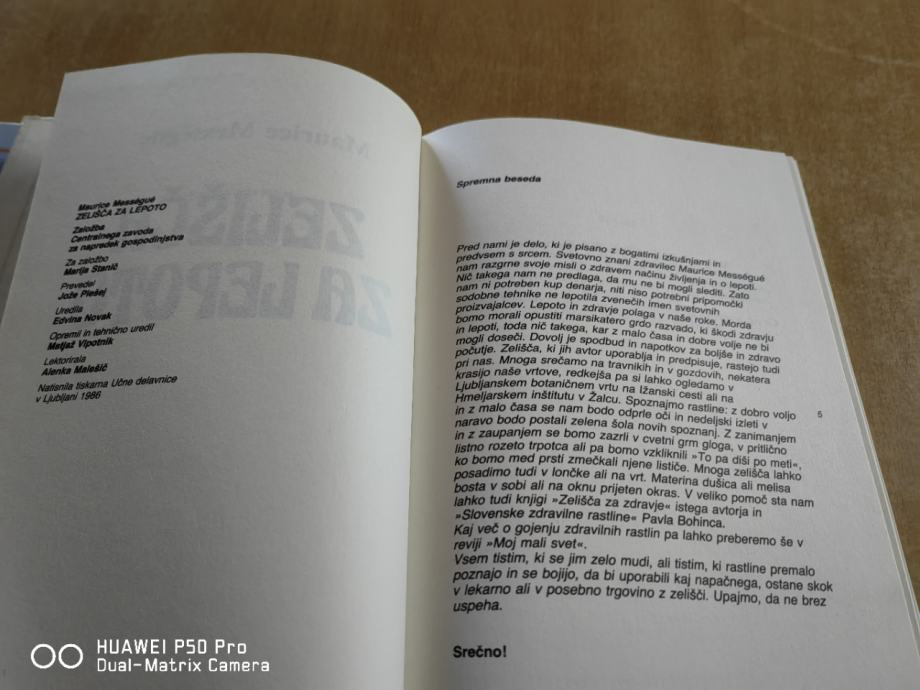 Maurice Mességué
ZELIŠČA ZA LEPOTO
Založba
Centralnega zavoda
za napredek gospodinjstva
Za založbo
Marija Stanič
Prevedel
Jože Plešej
Uredila
Edvina Novak
Opremil in tehnično uredil
Matjaž Vipotnik
Lektorirala
Alenka Malešič
Natisnila tiskarna Učne delavnice
v Ljubljani 1986
Spremna beseda
Pred nami je delo, ki je pisano z bogatimi izkušnjami in
predvsem s srcem. Svetovno znani zdravilec Maurice Mességué
nam razgrne svoje misli o zdravem načinu življenja in o lepoti.
Nič takega nam ne predlaga, da mu ne bi mogli slediti. Zato
nam ni potreben kup denarja, niti niso potrebni pripomočki
sodobne tehnike ne lepotila zvenečih imen svetovnih
proizvajalcev. Lepoto in zdravje polaga v naše roke. Morda
bomo morali opustiti marsikatero grdo razvado, ki škodi zdravju
in lepoti, toda nič takega, kar z malo časa in dobre volje ne bi
mogli doseči. Dovolj je spodbud in napotkov za boljše in zdravo
počutje. Zelišča, ki jih avtor uporablja in predpisuje, rastejo tudi
pri nas. Mnoga srečamo na travnikih in v gozdovih, nekatera
krasijo naše vrtove, redkejša pa si lahko ogledamo v
Ljubljanskem botaničnem vrtu na Ižanski cesti ali na
Hmeljarskem inštitutu v Žalcu. Spoznajmo rastline: z dobro voljo
in z malo časa se nam bodo odprle oči in nedeljski izleti v
naravo bodo postali zelena šola novih spoznanj. Z zanimanjem
in z zaupanjem se bomo zazrli v cvetni grm gloga, v pritlično
listno rozeto trpotca ali pa bomo vzkliknili »To pa diši po meti«,
ko bomo med prsti zmečkali njene lističe. Mnoga zelišča lahko
posadimo tudi v lončke ali na vrt. Materina dušica ali melisa
bosta v sobi ali na oknu prijeten okras. V veliko pomoč sta nam
lahko tudi knjigi »Zelišča za zdravje« istega avtorja in
»Slovenske zdravilne rastline« Pavla Bohinca.
Kaj več o gojenju zdravilnih rastlin pa lahko preberemo še v
reviji »Moj mali svet«.
Vsem tistim, ki se jim zelo mudi, ali tistim, ki rastline premalo
poznajo in se bojijo, da bi uporabili kaj napačnega, ostane skok
v lekarno ali v posebno trgovino z zelišči. Upajmo, da ne brez
uspeha.
Srečno!
5
HUAWEI P50 Pro
Dual-Matrix Camera